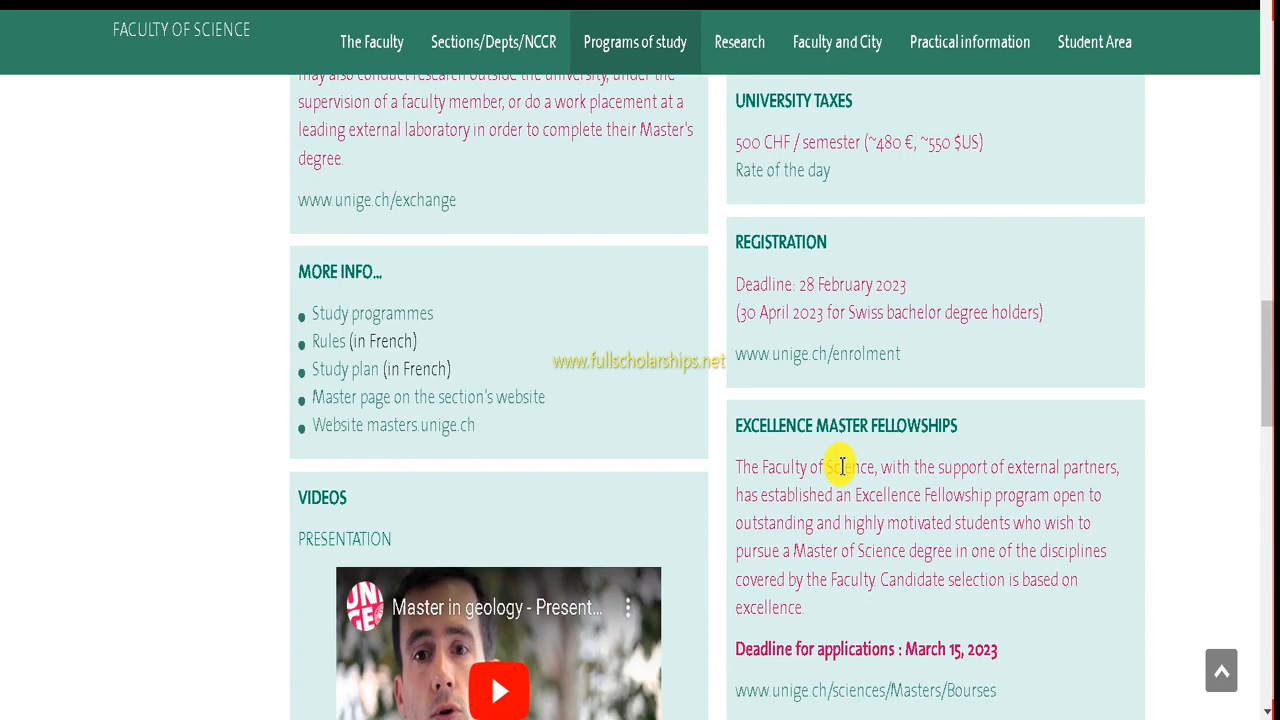 FACULTY OF SCIENCE
The Faculty
Sections/Depts/NCCR
Programs of study
Research
Faculty and City
Practical information
Student Area
may also conduct research outside the university, under the
supervision of a faculty member, or do a work placement at a
leading external laboratory in order to complete their Master's
degree.
www.unige.ch/exchange
MORE INFO...
Study programmes
Rules (in French)
Study plan (in French)
Master page on the section's website
Website masters.unige.ch
VIDEOS
PRESENTATION
Master in geology - Present...
UNIVERSITY TAXES
500 CHF / semester (~480 €, ~550 $US)
Rate of the day
REGISTRATION
Deadline: 28 February 2023
(30 April 2023 for Swiss bachelor degree holders)
www.unige.ch/enrolment
www.fullscholarships.net
EXCELLENCE MASTER FELLOWSHIPS
The Faculty of Science, with the support of external partners,
has established an Excellence Fellowship program open to
outstanding and highly motivated students who wish to
pursue a Master of Science degree in one of the disciplines
covered by the Faculty. Candidate selection is based on
excellence.
Deadline for applications : March 15, 2023
www.unige.ch/sciences/Masters/Bourses